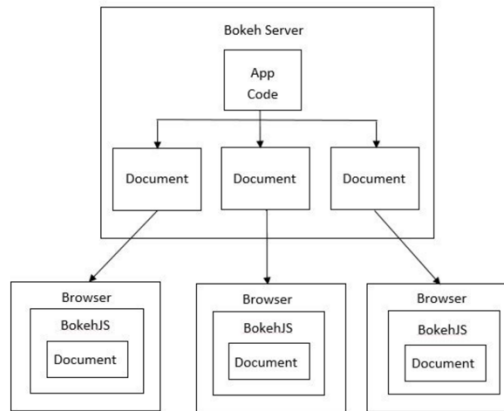 Bokeh Server
App
Code
Document
Document
Document
Browser
BokehJS
Document
Browser
BokehJS
Document
Browser
BokehJS
Document